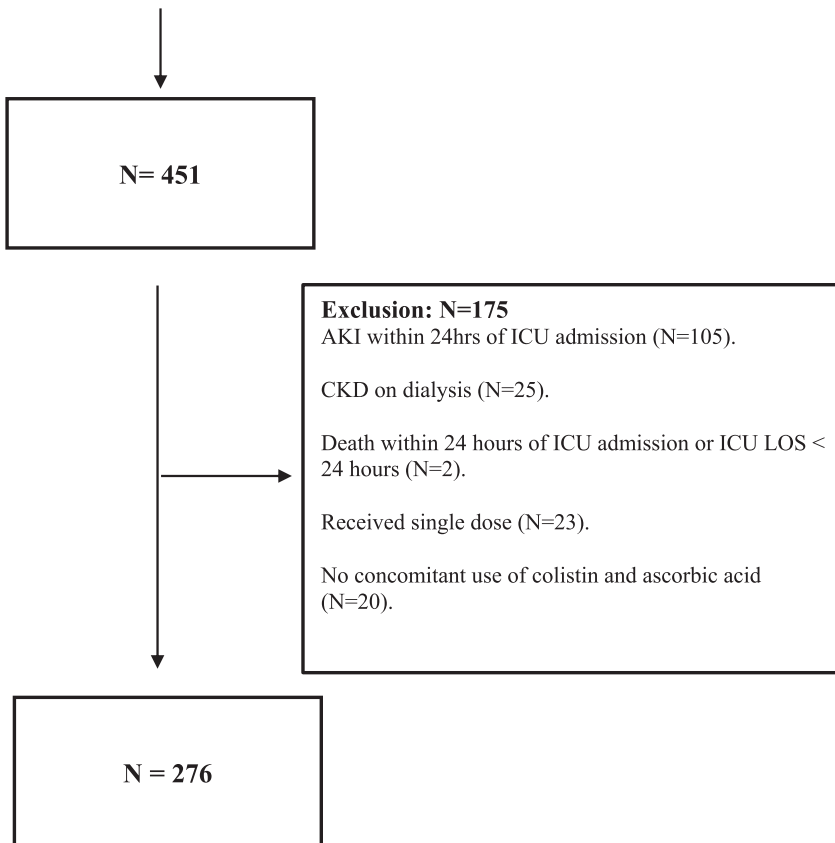 N= 451
Exclusion: N=175
AKI within 24hrs of ICU admission (N=105).
CKD on dialysis (N=25).
Death within 24 hours of ICU admission or ICU LOS <
24 hours (N=2).
Received single dose (N=23).
No concomitant use of colistin and ascorbic acid
(N=20).
N = 276